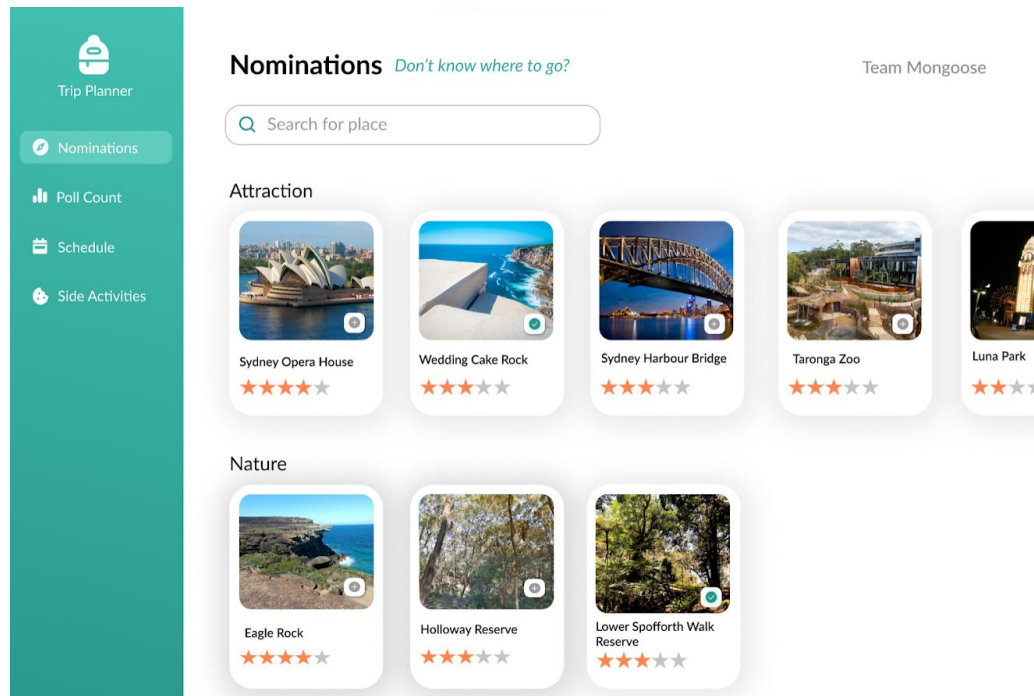 Trip Planner
Nominations
Poll Count
Schedule
Side Activities
Nominations Don't know where to go?
Team Mongoose
Search for place
Attraction
Sydney Opera House
Wedding Cake Rock
Sydney Harbour Bridge
Taronga Zoo
Luna Park
Nature
Eagle Rock
Holloway Reserve
Lower Spofforth Walk
Reserve